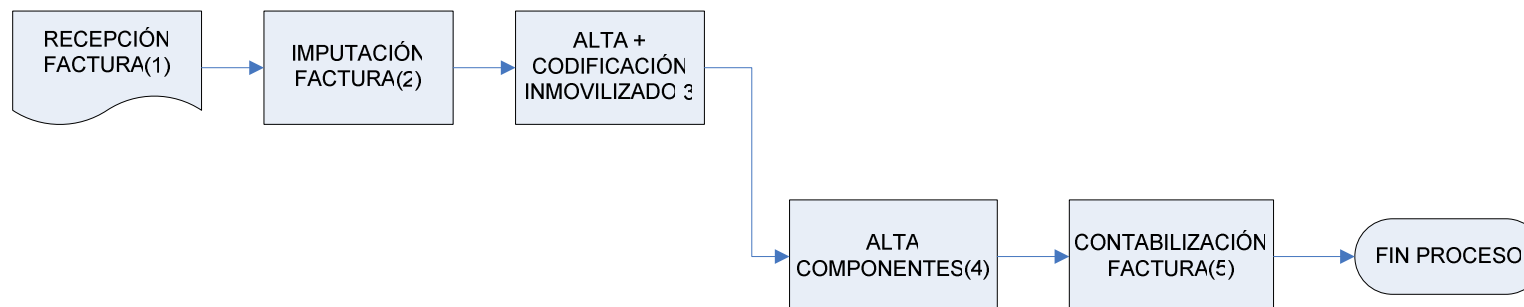 RECEPCIÓN
FACTURA(1)
IMPUTACIÓN
FACTURA(2)
ALTA +
CODIFICACIÓN
INMOVILIZADO 3
ALTA
COMPONENTES(4)
CONTABILIZACIÓN
FACTURA(5)
FIN PROCESO